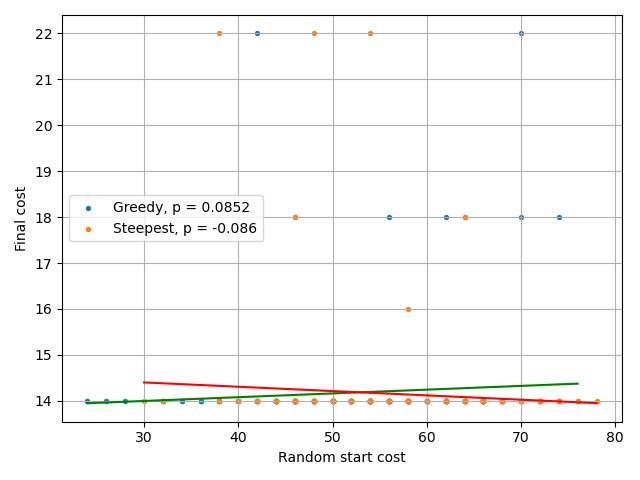 22
21
20
19
18
17
16
15
14
Final cost
Greedy, p = 0.0852
Steepest, p = -0.086
30 40 50 60 70 80
Random start cost